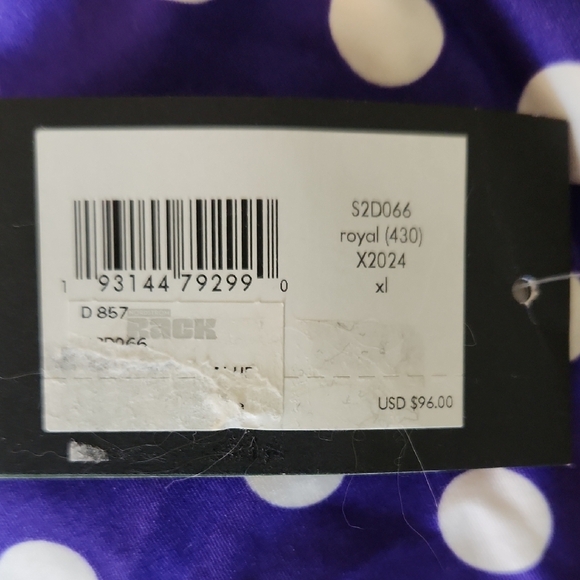 S2D066
royal (430)
X2024
xl
1 93144 79299 0
D 857
RACK
USD $96.00